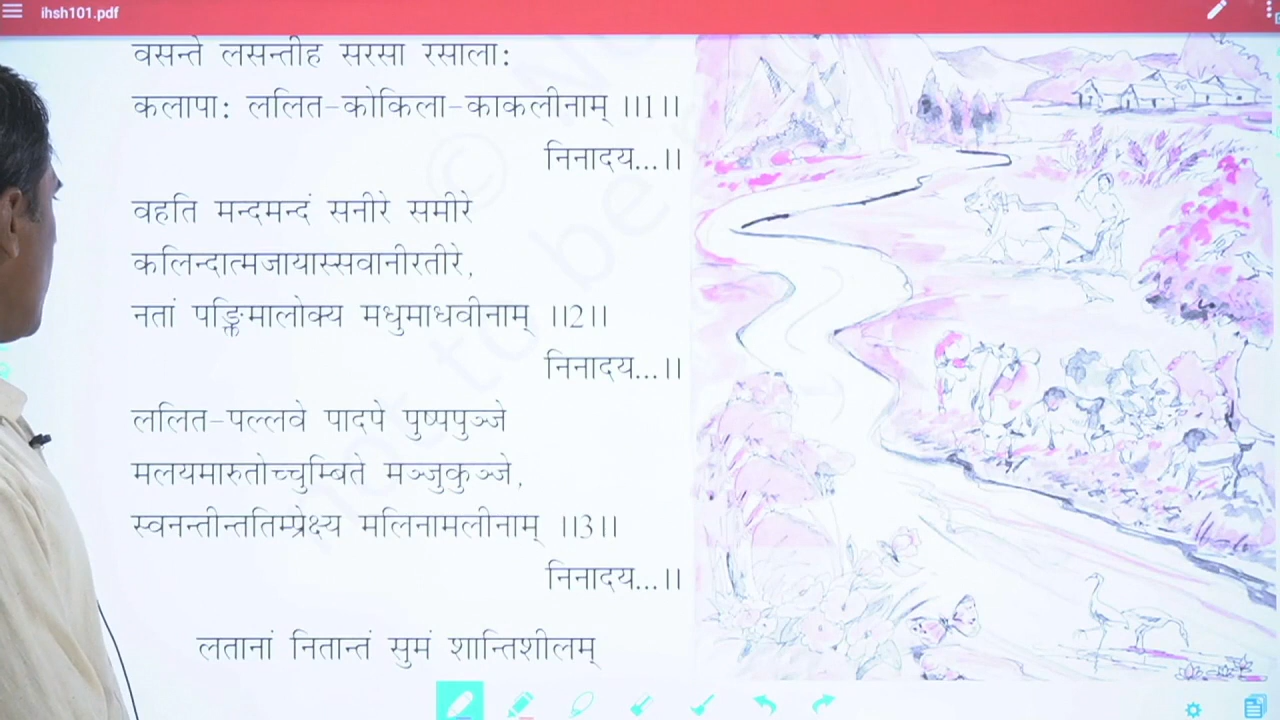 ihsh101.pdf
वसन्ते लसन्तीह सरसा रसालाः
कलापाः ललित-कोकिला-काकलीनाम् ।।1।।
निनादय...।।
वहति मन्दमन्दं सनीरे समीरे
कलिन्दात्मजायास्सवानीरतीरे,
नतां पङ्क्तिमालोक्य मधुमाधवीनाम् ।।2।।
निनादय...।।
ललित-पल्लवे पादपे पुष्पपुञ्जे
मलयमारुतोच्चुम्बिते मञ्जुकुञ्जे,
स्वनन्तीन्ततिम्प्रेक्ष्य मलिनामलीनाम् ।।3।।
निनादय...।।
लतानां नितान्तं सुमं शान्तिशीलम्